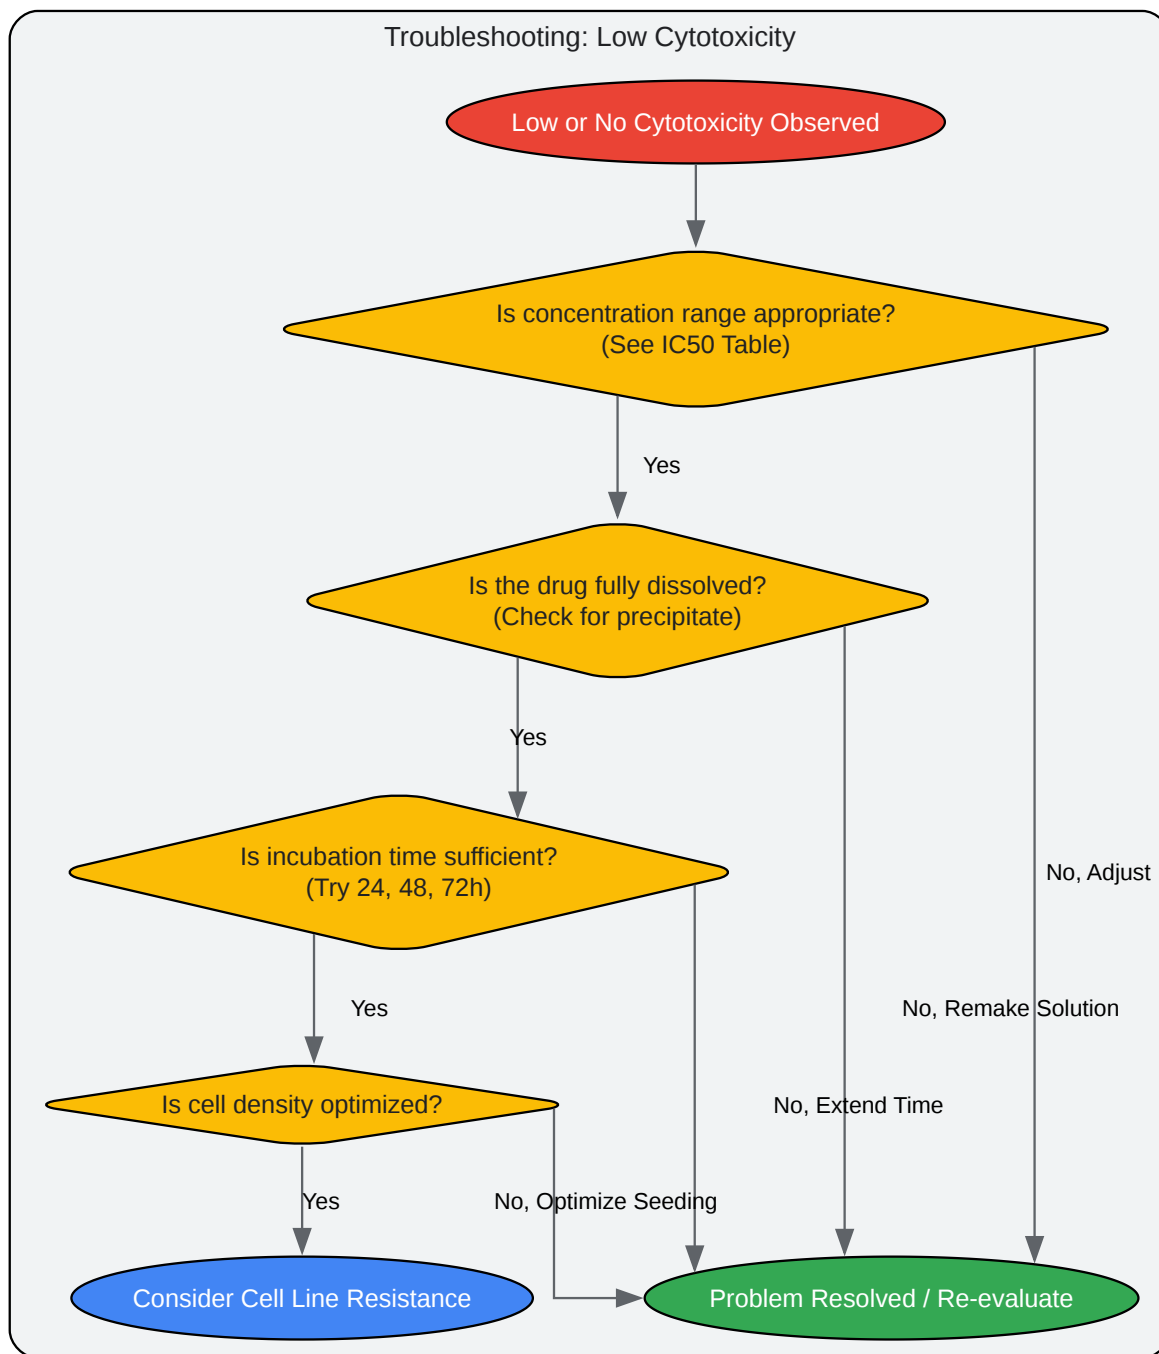 Troubleshooting: Low Cytotoxicity
Low or No Cytotoxicity Observed
Is concentration range appropriate?
(See IC50 Table)
Yes
Is the drug fully dissolved?
(Check for precipitate)
Yes
Is incubation time sufficient?
(Try 24, 48, 72h)
No, Adjust
Yes
No, Remake Solution
Is cell density optimized?
No, Extend Time
Yes
No, Optimize Seeding
Consider Cell Line Resistance
Problem Resolved / Re-evaluate